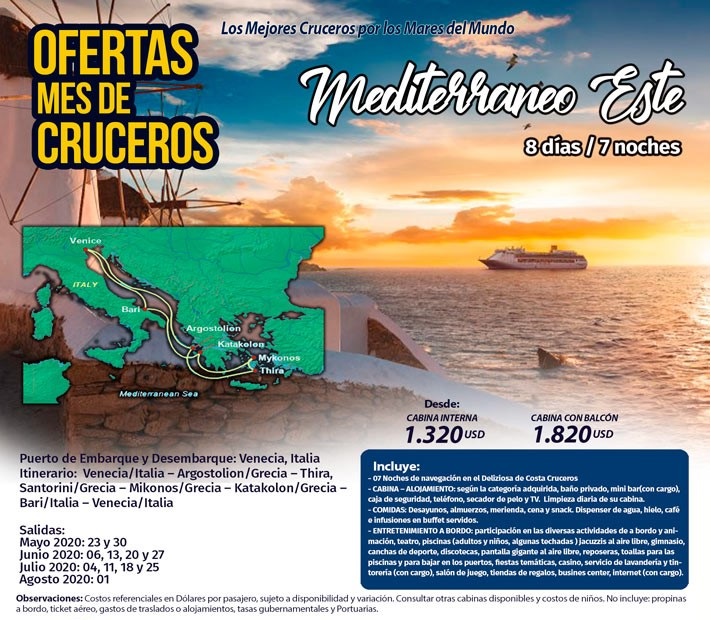 Los Mejores Cruceros por los Mares del Mundo
OFERTAS
MES DE
CRUCEROS
Mediterraneo Este
8 días / 7 noches
Venice
ITALY
Bari
Argostolion
Katakolon
Mykonos
Thira
Mediterranean Sea
Desde:
CABINA INTERNA
1.320 USD
CABINA CON BALCÓN
1.820 USD
Puerto de Embarque y Desembarque: Venecia, Italia
Itinerario: Venecia/Italia – Argostolion/Grecia – Thira,
Santorini/Grecia – Mikonos/Grecia – Katakolon/Grecia –
Bari/Italia – Venecia/Italia
Salidas:
Mayo 2020: 23 y 30
Junio 2020: 06, 13, 20 y 27
Julio 2020: 04, 11, 18 y 25
Agosto 2020: 01
Incluye:
- 07 Noches de navegación en el Deliziosa de Costa Cruceros
- CABINA – ALOJAMIENTO: según la categoría adquirida, baño privado, mini bar(con cargo),
caja de seguridad, teléfono, secador de pelo y TV. Limpieza diaria de su cabina.
- COMIDAS: Desayunos, almuerzos, merienda, cena y snack. Dispenser de agua, hielo, café
e infusiones en buffet servidos.
- ENTRETENIMIENTO A BORDO: participación en las diversas actividades de a bordo y ani-
mación, teatro, piscinas (adultos y niños, algunas techadas ) jacuzzis al aire libre, gimnasio,
canchas de deporte, discotecas, pantalla gigante al aire libre, reposeras, toallas para las
piscinas y para bajar en los puertos, fiestas temáticas, casino, servicio de lavandería y tin-
torería (con cargo), salón de juego, tiendas de regalos, busines center, internet (con cargo).
Observaciones: Costos referenciales en Dólares por pasajero, sujeto a disponibilidad y variación. Consultar otras cabinas disponibles y costos de niños. No incluye: propinas
a bordo, ticket aéreo, gastos de traslados o alojamientos, tasas gubernamentales y Portuarias.